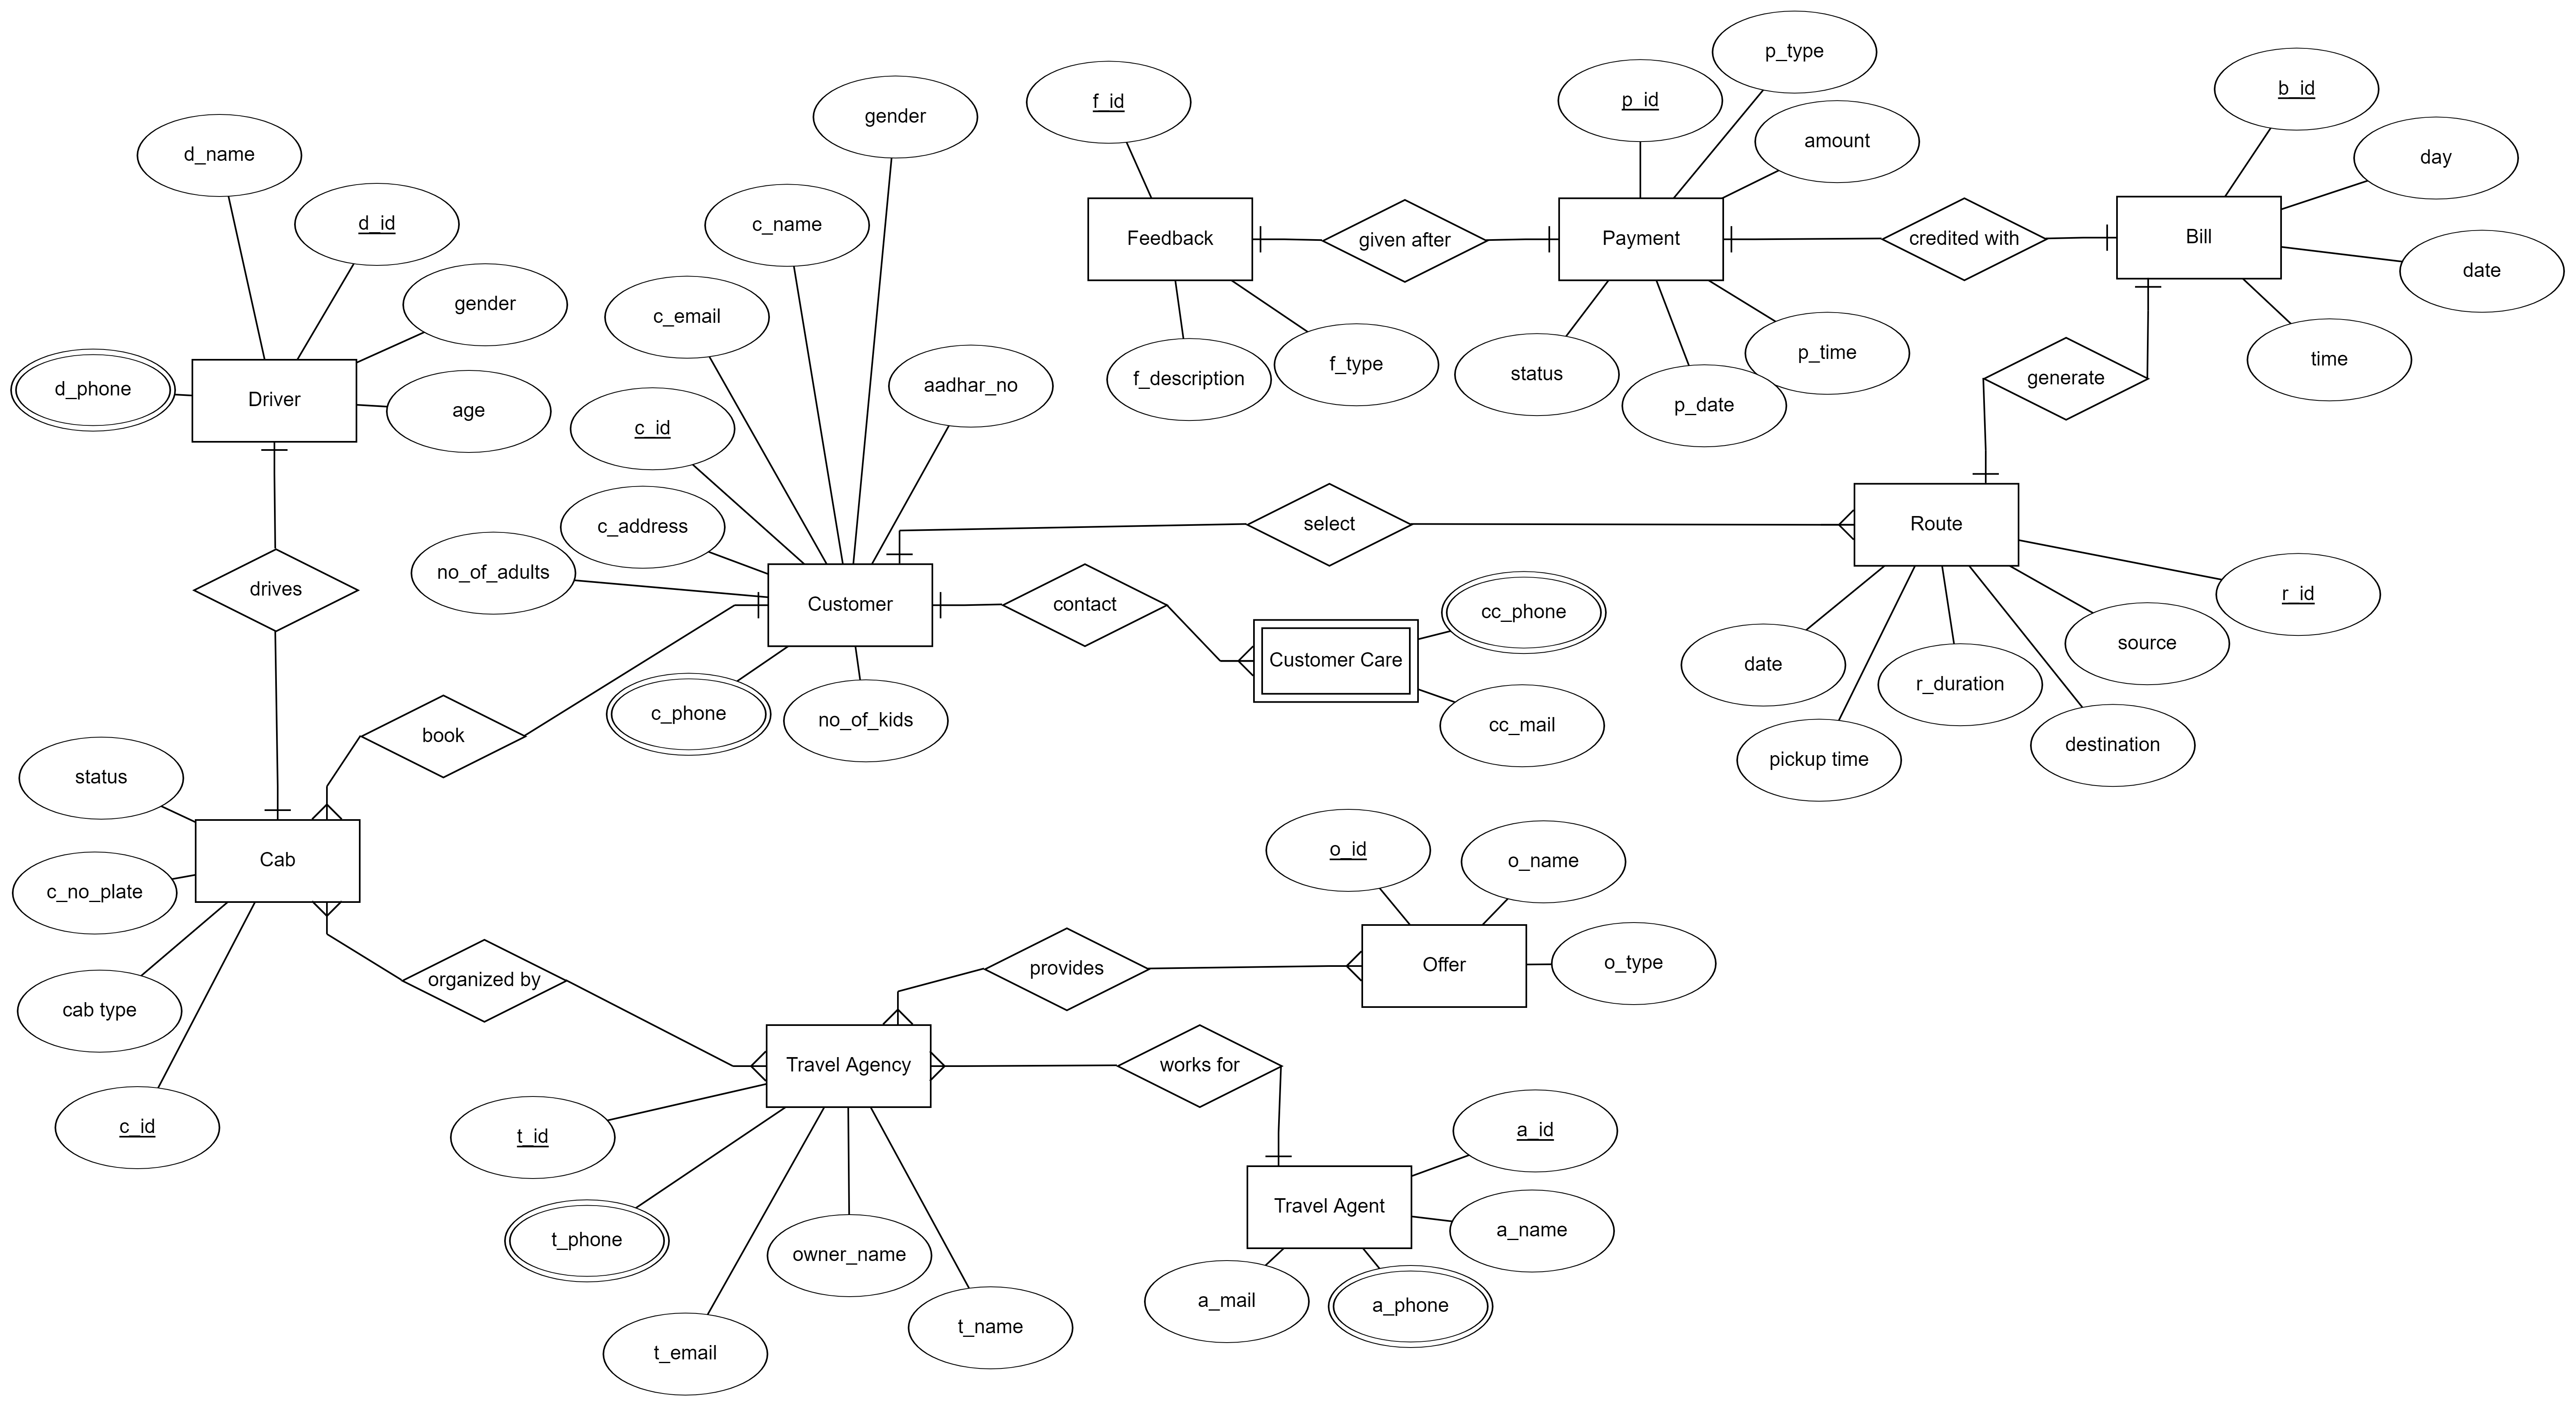 p_type
gender
f_id
p_id
b_id
d_name
amount
day
d_id
c_name
Feedback
given after
Payment
credited with
Bill
date
gender
c_email
d_phone
Driver
age
aadhar_no
f_description
f_type
status
p_date
p_time
generate
time
c_id
c_address
select
Route
no_of_adults
drives
Customer
contact
cc_phone
r_id
Customer Care
date
source
r_duration
c_phone
no_of_kids
cc_mail
book
pickup time
destination
status
Cab
o_id
o_name
c_no_plate
organized by
provides
Offer
o_type
cab type
Travel Agency
works for
c_id
t_id
a_id
Travel Agent
t_phone
owner_name
a_name
a_mail
a_phone
t_name
t_email